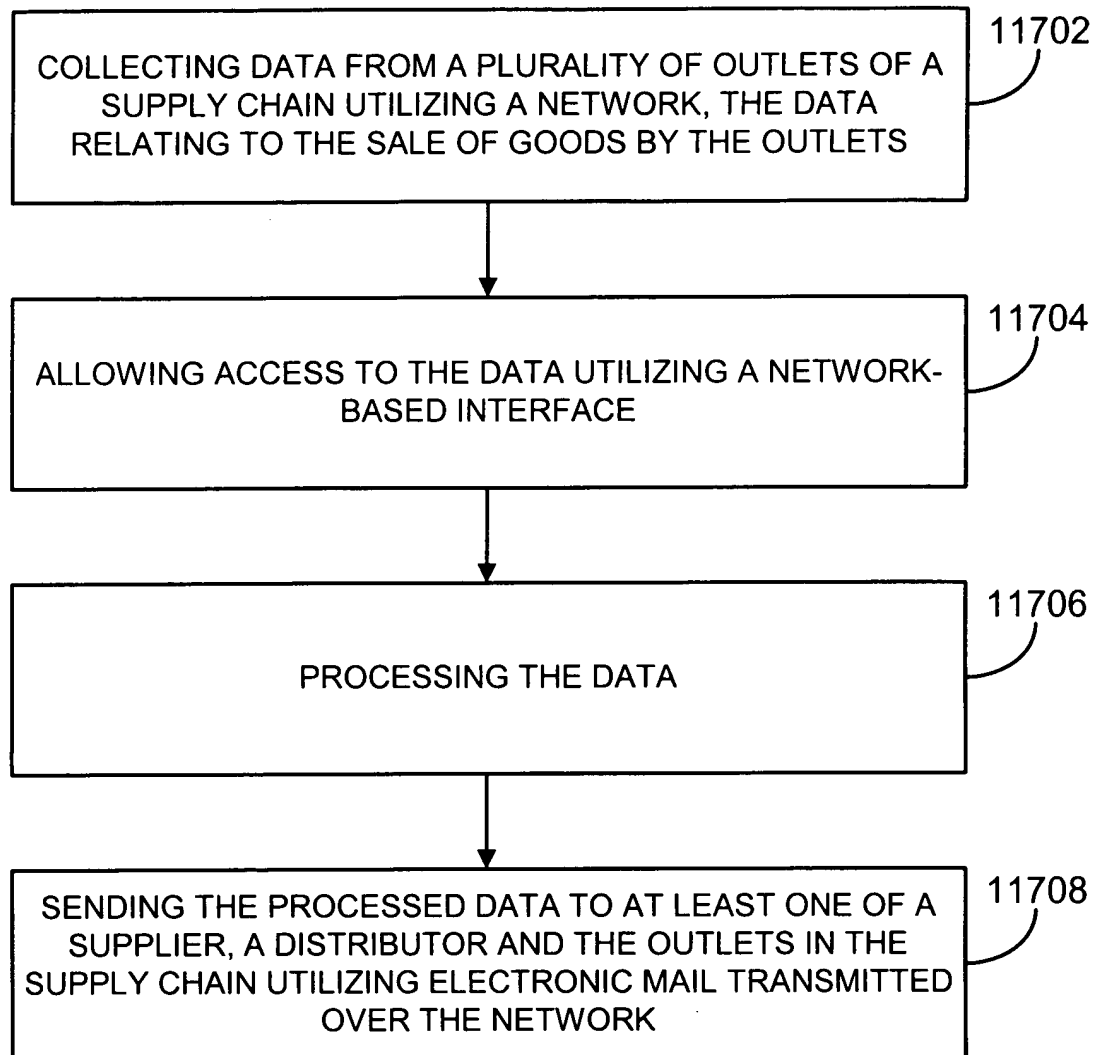 11702
COLLECTING DATA FROM A PLURALITY OF OUTLETS OF A
SUPPLY CHAIN UTILIZING A NETWORK, THE DATA
RELATING TO THE SALE OF GOODS BY THE OUTLETS
11704
ALLOWING ACCESS TO THE DATA UTILIZING A NETWORK-
BASED INTERFACE
11706
PROCESSING THE DATA
11708
SENDING THE PROCESSED DATA TO AT LEAST ONE OF A
SUPPLIER, A DISTRIBUTOR AND THE OUTLETS IN THE
SUPPLY CHAIN UTILIZING ELECTRONIC MAIL TRANSMITTED
OVER THE NETWORK